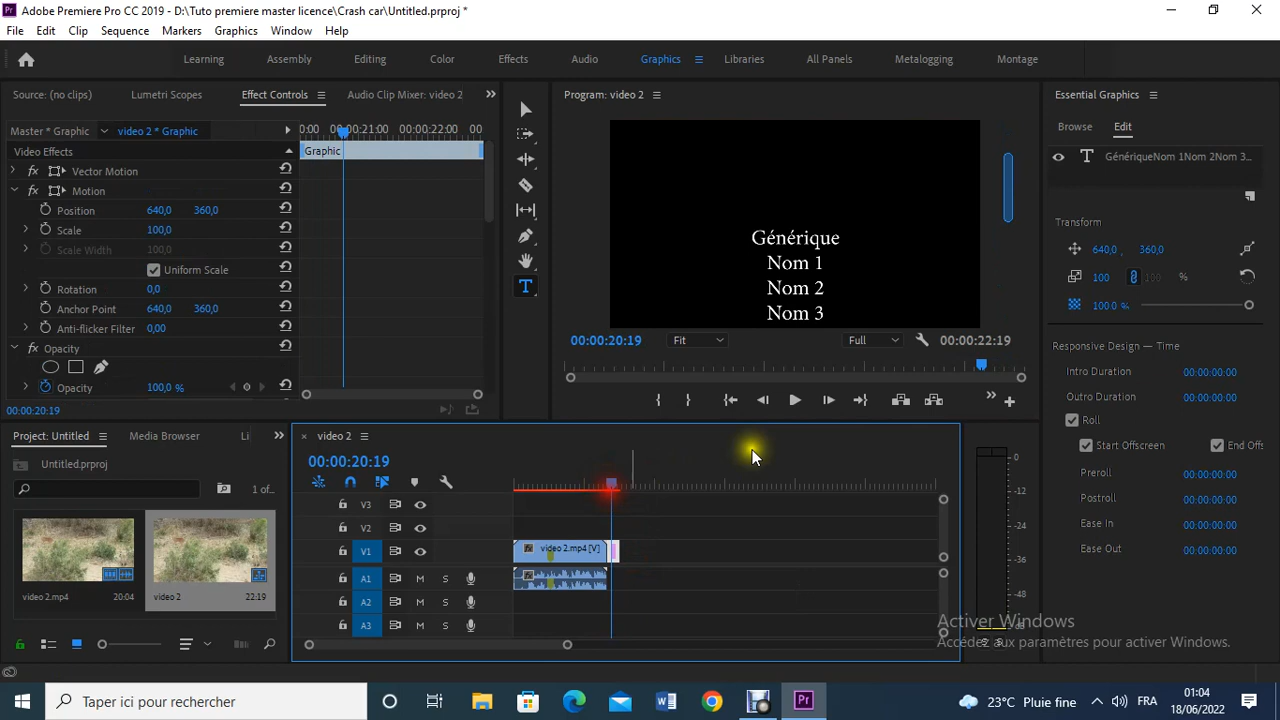 Adobe Premiere Pro CC 2019 - D:\Tuto premiere master licence\Crash car\Untitled.prproj *
File Edit Clip Sequence Markers Graphics Window Help
Learning Assembly Editing Color Effects Audio Graphics Libraries All Panels Metalogging Montage
Source: (no clips) Lumetri Scopes Effect Controls Audio Clip Mixer: video 2
Program: video 2
Essential Graphics
Master * Graphic video 2 * Graphic
:00 00:00:21:00 00:00:22:00 00
Video Effects
Graphic
fx Vector Motion
fx Motion
Position 640,0 360,0
Scale 100,0
Scale Width 100,0
Uniform Scale
Rotation 0,0
Anchor Point 640,0 360,0
Anti-flicker Filter 0,00
fx Opacity
Opacity 100,0 %
00:00:20:19
Générique
Nom 1
Nom 2
Nom 3
00:00:20:19 Fit Full 00:00:22:19
Browse Edit
T GénériqueNom 1Nom 2Nom 3...
Transform
640,0 , 360,0
100 100 %
100.0 %
Responsive Design — Time
Intro Duration 00:00:00:00
Outro Duration 00:00:00:00
Roll
Start Offscreen End Offs
Preroll 00:00:00:00
Postroll 00:00:00:00
Ease In 00:00:00:00
Ease Out 00:00:00:00
Project: Untitled Media Browser Li
Untitled.prproj
1 of...
video 2.mp4 20:04
video 2 22:19
video 2
00:00:20:19
V3
V2
V1 video 2.mp4 [V]
A1 M S
A2 M S
A3 M S
0
-12
-24
-36
-48
S S
Activer Windows
Accédez aux paramètres pour activer Windows.
Taper ici pour rechercher
23°C Pluie fine FRA 01:04
18/06/2022